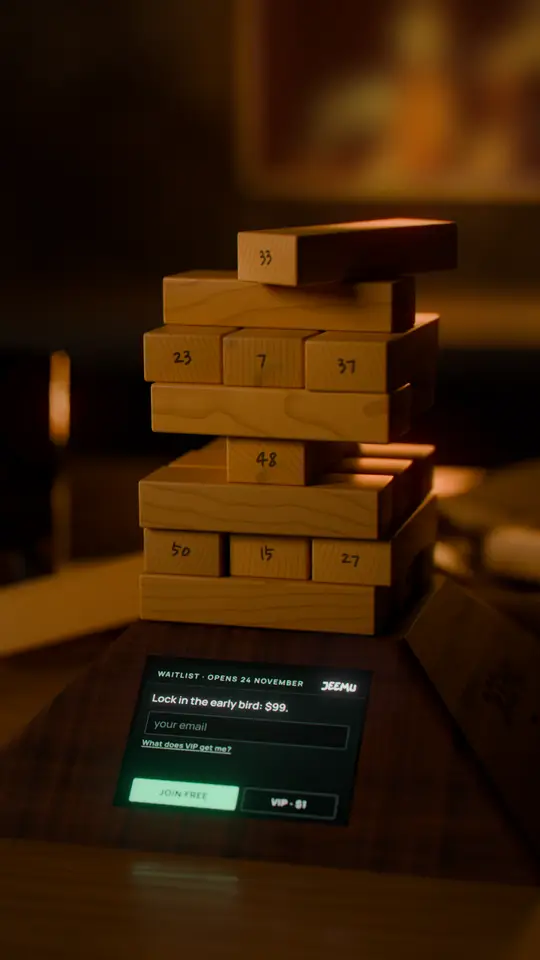 33
23 7 37
48
50 15 27
WAITLIST · OPENS 24 NOVEMBER JEEMU
Lock in the early bird: $99.
your email
What does VIP get me?
JOIN FREE VIP · $1